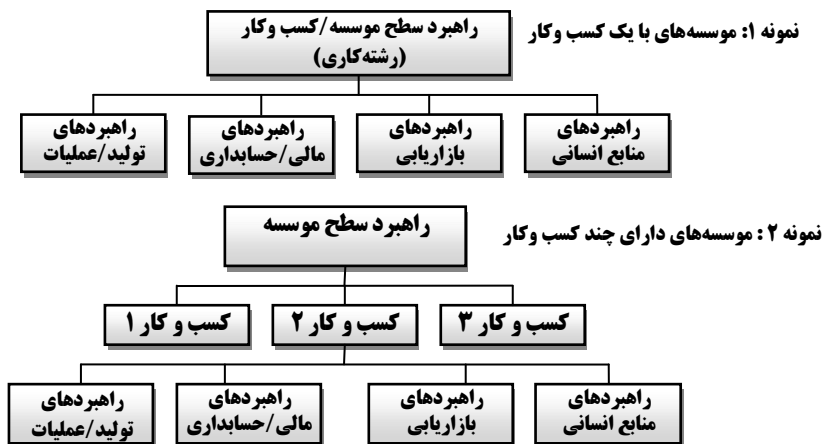 نمونه ۱: موسسه‌های با یک کسب وکار
راهبرد سطح موسسه/کسب وکار
(رشته‌کاری)
راهبردهای
منابع انسانی
راهبردهای
بازاریابی
راهبردهای
مالی/حسابداری
راهبردهای
تولید/عملیات
نمونه ۲ : موسسه‌های دارای چند کسب وکار
راهبرد سطح موسسه
کسب و کار ۳
کسب و کار ۲
کسب و کار ۱
راهبردهای
منابع انسانی
راهبردهای
بازاریابی
راهبردهای
مالی/حسابداری
راهبردهای
تولید/عملیات